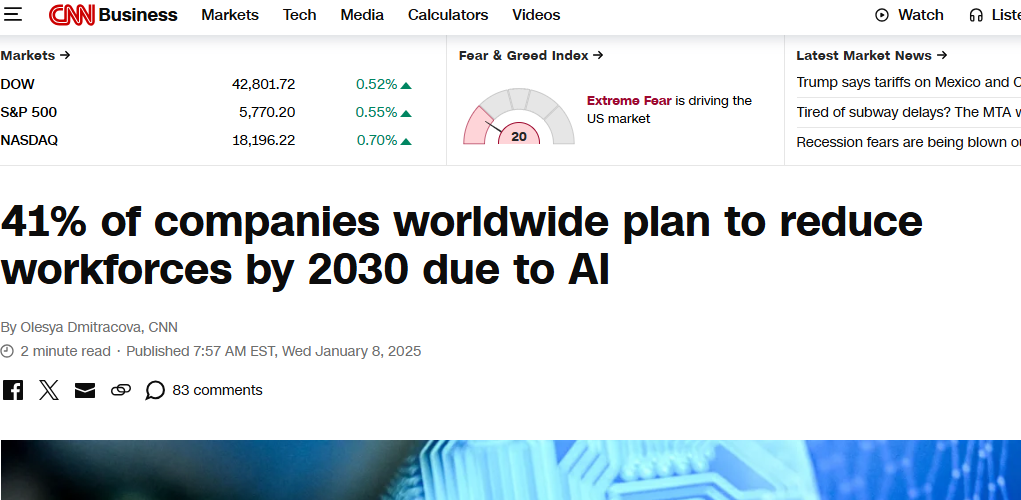 CNN Business Markets Tech Media Calculators Videos Watch
Markets →
DOW 42,801.72 0.52%
S&P 500 5,770.20 0.55%
NASDAQ 18,196.22 0.70%
Fear & Greed Index →
20
Extreme Fear is driving the
US market
Latest Market News →
Trump says tariffs on Mexico and
Tired of subway delays? The MTA
Recession fears are being blown
41% of companies worldwide plan to reduce
workforces by 2030 due to AI
By Olesya Dmitracova, CNN
2 minute read · Published 7:57 AM EST, Wed January 8, 2025
83 comments